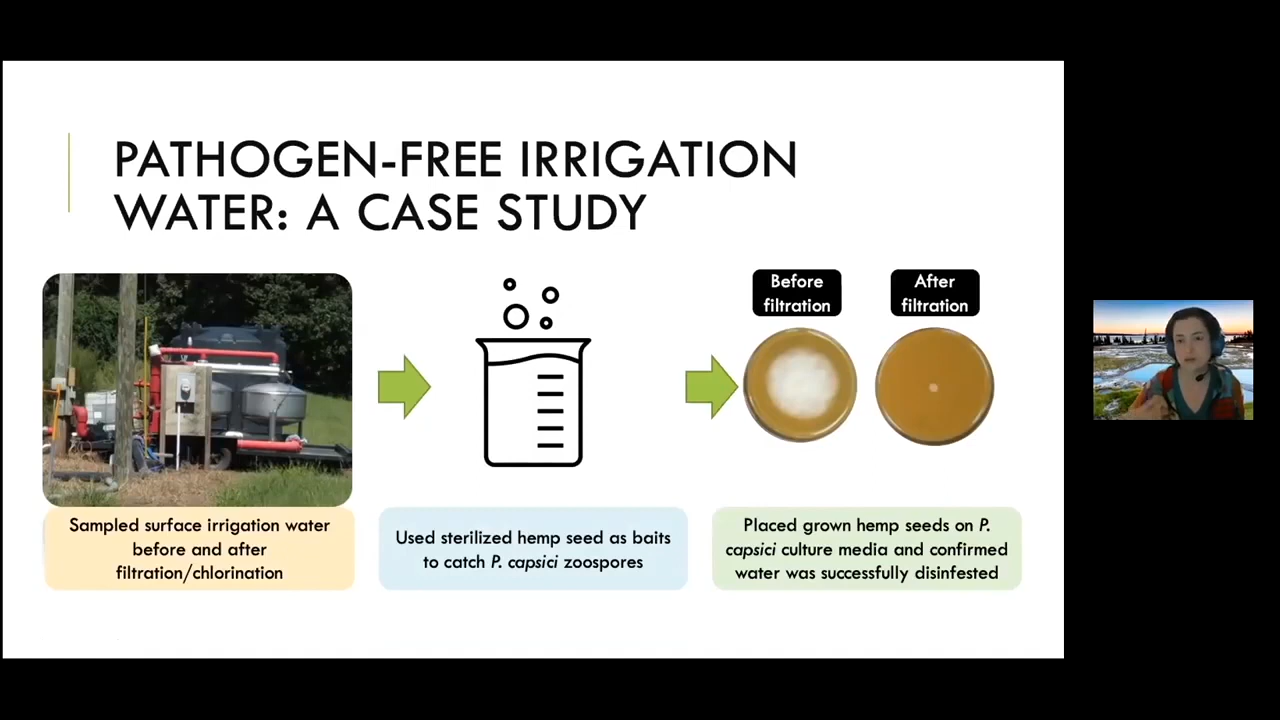 PATHOGEN-FREE IRRIGATION
WATER: A CASE STUDY
Before
filtration
After
filtration
Sampled surface irrigation water
before and after
filtration/chlorination
Used sterilized hemp seed as baits
to catch P. capsici zoospores
Placed grown hemp seeds on P.
capsici culture media and confirmed
water was successfully disinfested